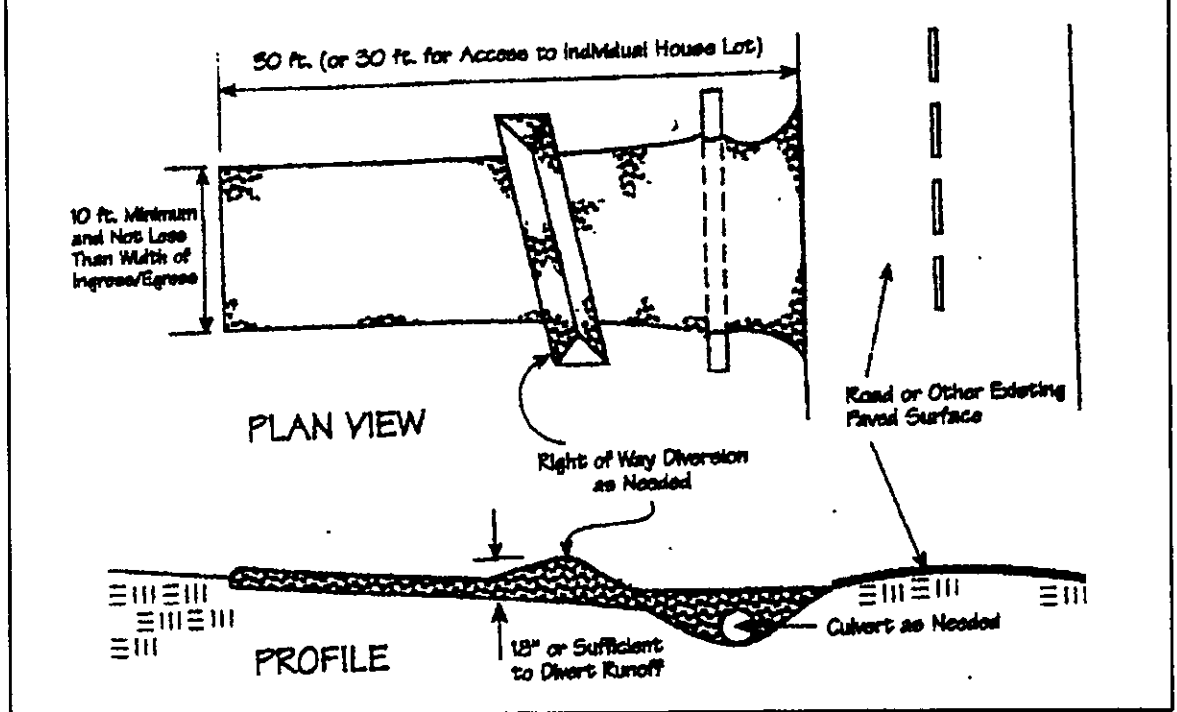 50 ft. (or 30 ft. for Access to Individual House Lot)
10 ft. Minimum
and Not Less
Than Width of
Ingress/Egress
PLAN VIEW
Road or Other Existing
Paved Surface
Right of Way Diversion
as Needed
Culvert as Needed
18" or Sufficient
to Divert Runoff
PROFILE